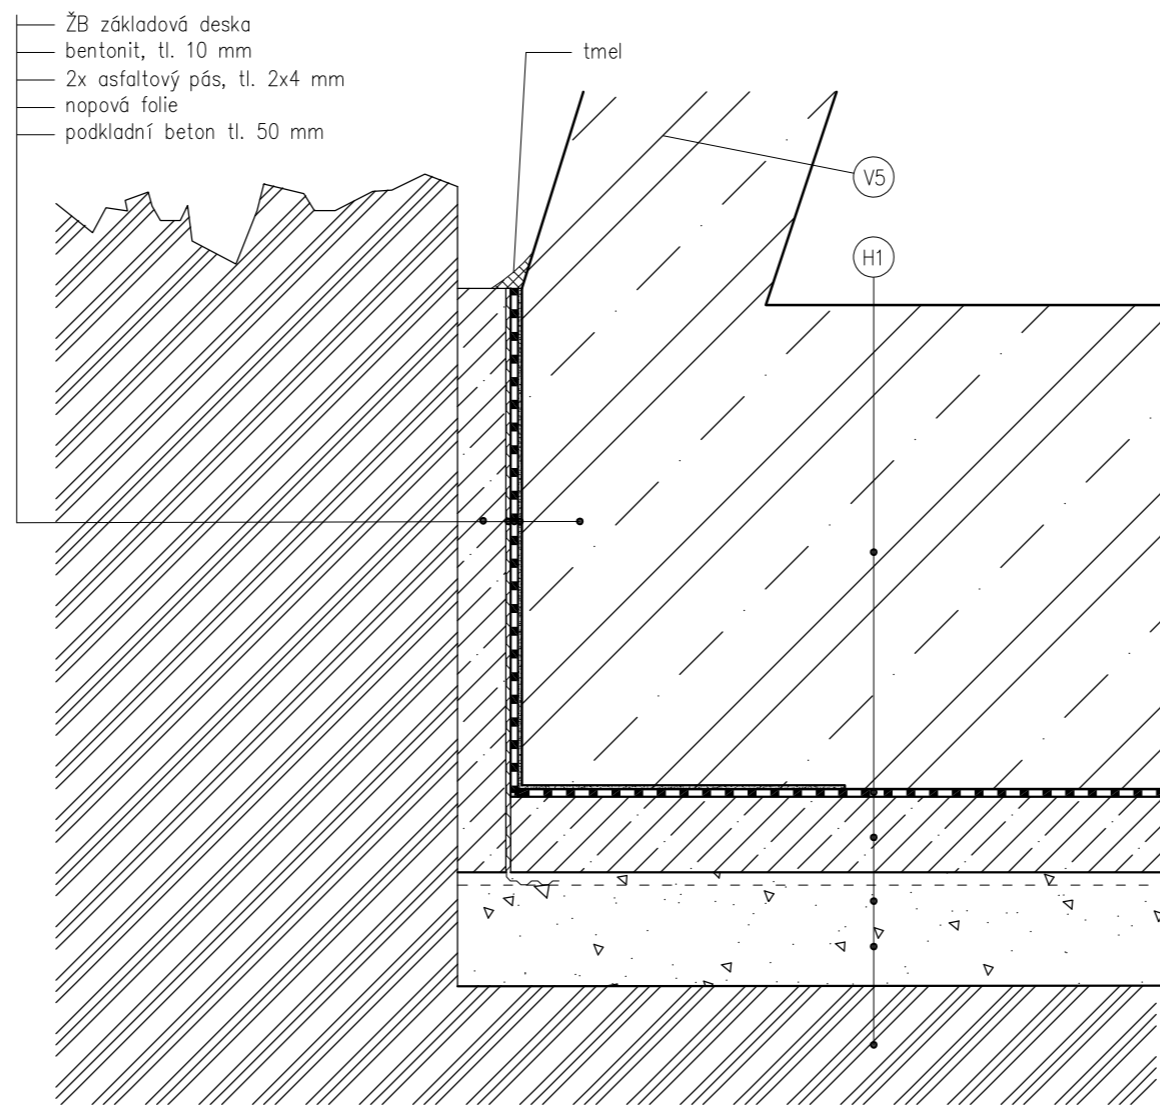 ŽB základová deska
bentonit, tl. 10 mm
2x asfaltový pás, tl. 2x4 mm
nopová folie
podkladní beton tl. 50 mm
tmel
V5
H1